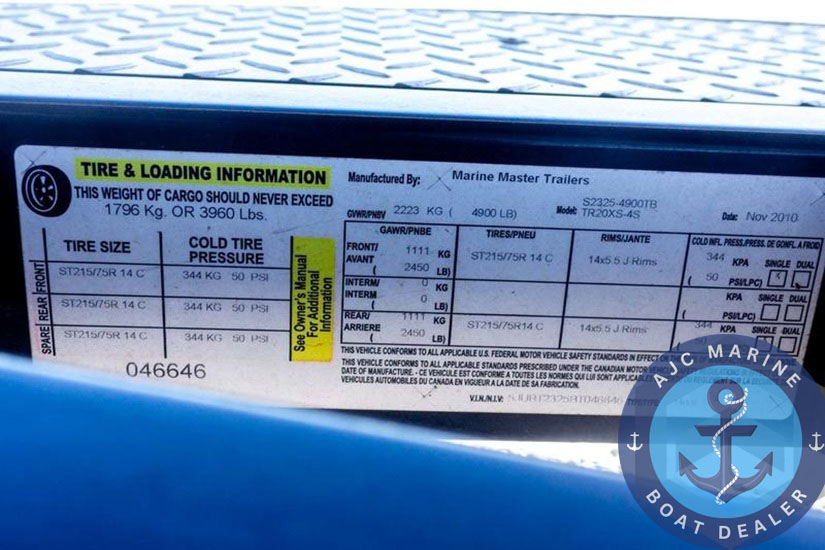 TIRE & LOADING INFORMATION
THIS WEIGHT OF CARGO SHOULD NEVER EXCEED
1796 Kg. OR 3960 Lbs.
TIRE SIZE COLD TIRE PRESSURE
FRONT ST215/75R 14 C 344 KG 50 PSI
REAR ST215/75R 14 C 344 KG 50 PSI
SPARE ST215/75R 14 C 344 KG 50 PSI
See Owner's Manual
For Additional
Information
046646
Manufactured By: Marine Master Trailers
GVWR/PNBV 2223 KG ( 4900 LB) Model: S2325-4900TB
TR20XS-4S
Date: Nov 2010
GAWR/PNBE TIRES/PNEU RIMS/JANTE COLD INFL. PRESS./PRESS. DE GONFL. A FROID
FRONT/ 1111 KG ST215/75R 14 C 14x5.5 J Rims 344 KPA SINGLE DUAL
AVANT ( 2450 LB) ( 50 PSI/LPC)
INTERM/ 0 KG KPA SINGLE DUAL
INTERM ( 0 LB) ( PSI/LPC)
REAR/ 1111 KG ST215/75R14 C 14x5.5 J Rims 344 KPA SINGLE DUAL
ARRIERE ( 2450 LB)
THIS VEHICLE CONFORMS TO ALL APPLICABLE U.S. FEDERAL MOTOR VEHICLE SAFETY STANDARDS IN EFFECT ON
THIS VEHICLE CONFORMS TO ALL APPLICABLE STANDARDS PRESCRIBED UNDER THE CANADIAN MOTOR
DATE OF MANUFACTURE. - CE VEHICULE EST CONFORME A TOUTES LES NORMES QUI LUI SONT
VEHICULES AUTOMOBILES DU CANADA EN VIGUEUR A LA DATE DE SA FABRICATION.
V.I.N./N.I.V:
AJC MARINE
BOAT DEALER